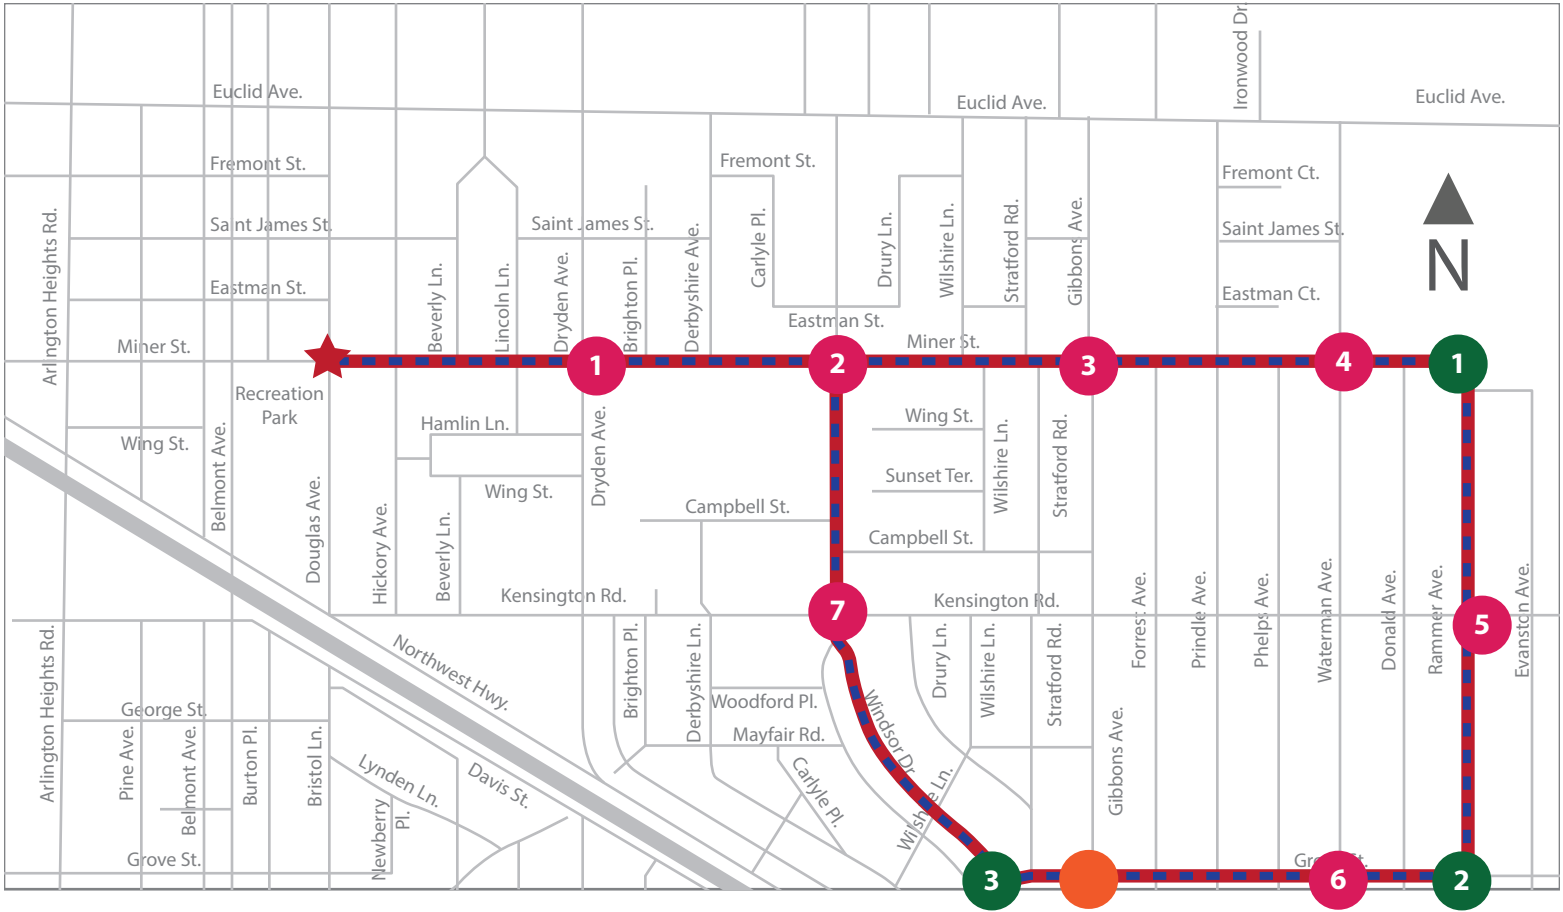 Ironwood Dr.
Euclid Ave.
Euclid Ave.
Euclid Ave.
Fremont St.
Fremont St.
Fremont Ct.
Saint James St.
Saint James St.
Saint James St.
Arlington Heights Rd.
Beverly Ln.
Lincoln Ln.
Dryden Ave.
Brighton Pl.
Derbyshire Ave.
Carlyle Pl.
Drury Ln.
Wilshire Ln.
Stratford Rd.
Gibbons Ave.
N
Eastman St.
Eastman St.
Eastman Ct.
Miner St.
Miner St.
1
2
3
4
1
Recreation
Park
Wing St.
Belmont Ave.
Hamlin Ln.
Wing St.
Dryden Ave.
Wing St.
Sunset Ter.
Wilshire Ln.
Stratford Rd.
Campbell St.
Campbell St.
Douglas Ave.
Hickory Ave.
Beverly Ln.
Kensington Rd.
Kensington Rd.
7
5
Forrest Ave.
Prindle Ave.
Phelps Ave.
Waterman Ave.
Donald Ave.
Rammer Ave.
Evanston Ave.
Arlington Heights Rd.
Northwest Hwy.
Brighton Pl.
Derbyshire Ln.
Woodford Pl.
Mayfair Rd.
Windsor Dr.
Drury Ln.
Wilshire Ln.
Stratford Rd.
Gibbons Ave.
George St.
Pine Ave.
Belmont Ave.
Burton Pl.
Bristol Ln.
Lynden Ln.
Davis St.
Newberry
Pl.
Carlyle Pl.
Wilshire Ln.
Grove St.
Grove St.
3
6
2